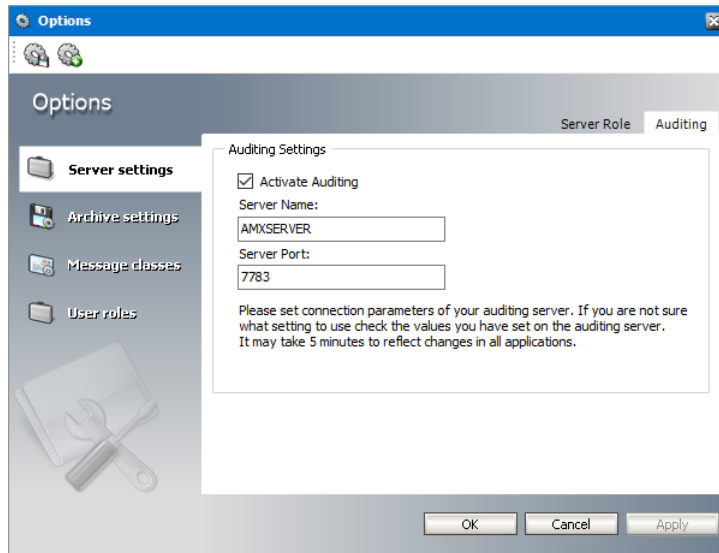 Options
Options
Server Role
Auditing
Server settings
Archive settings
Message classes
User roles
Auditing Settings
Activate Auditing
Server Name:
AMXSERVER
Server Port:
7783
Please set connection parameters of your auditing server. If you are not sure
what setting to use check the values you have set on the auditing server.
It may take 5 minutes to reflect changes in all applications.
OK
Cancel
Apply